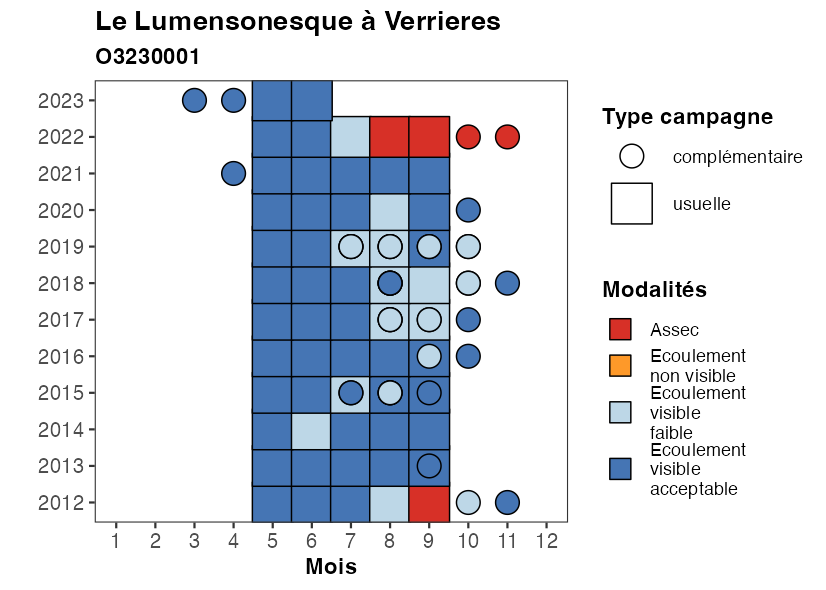 Le Lumensonesque à Verrieres
O3230001
2023
2022
2021
2020
2019
2018
2017
2016
2015
2014
2013
2012
1 2 3 4 5 6 7 8 9 10 11 12
Mois
Type campagne
complémentaire
usuelle
Modalités
Assec
Ecoulement
non visible
Ecoulement
visible
faible
Ecoulement
visible
acceptable